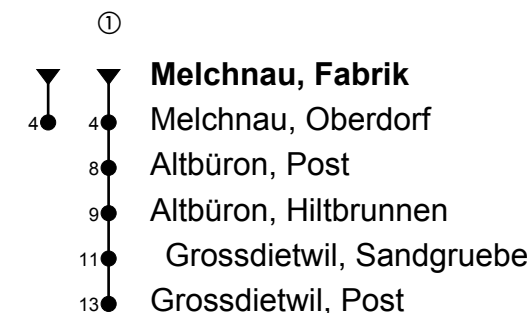 ①
Melchnau, Fabrik
4 4 Melchnau, Oberdorf
8 Altbüron, Post
9 Altbüron, Hiltbrunnen
11 Grossdietwil, Sandgruebe
13 Grossdietwil, Post